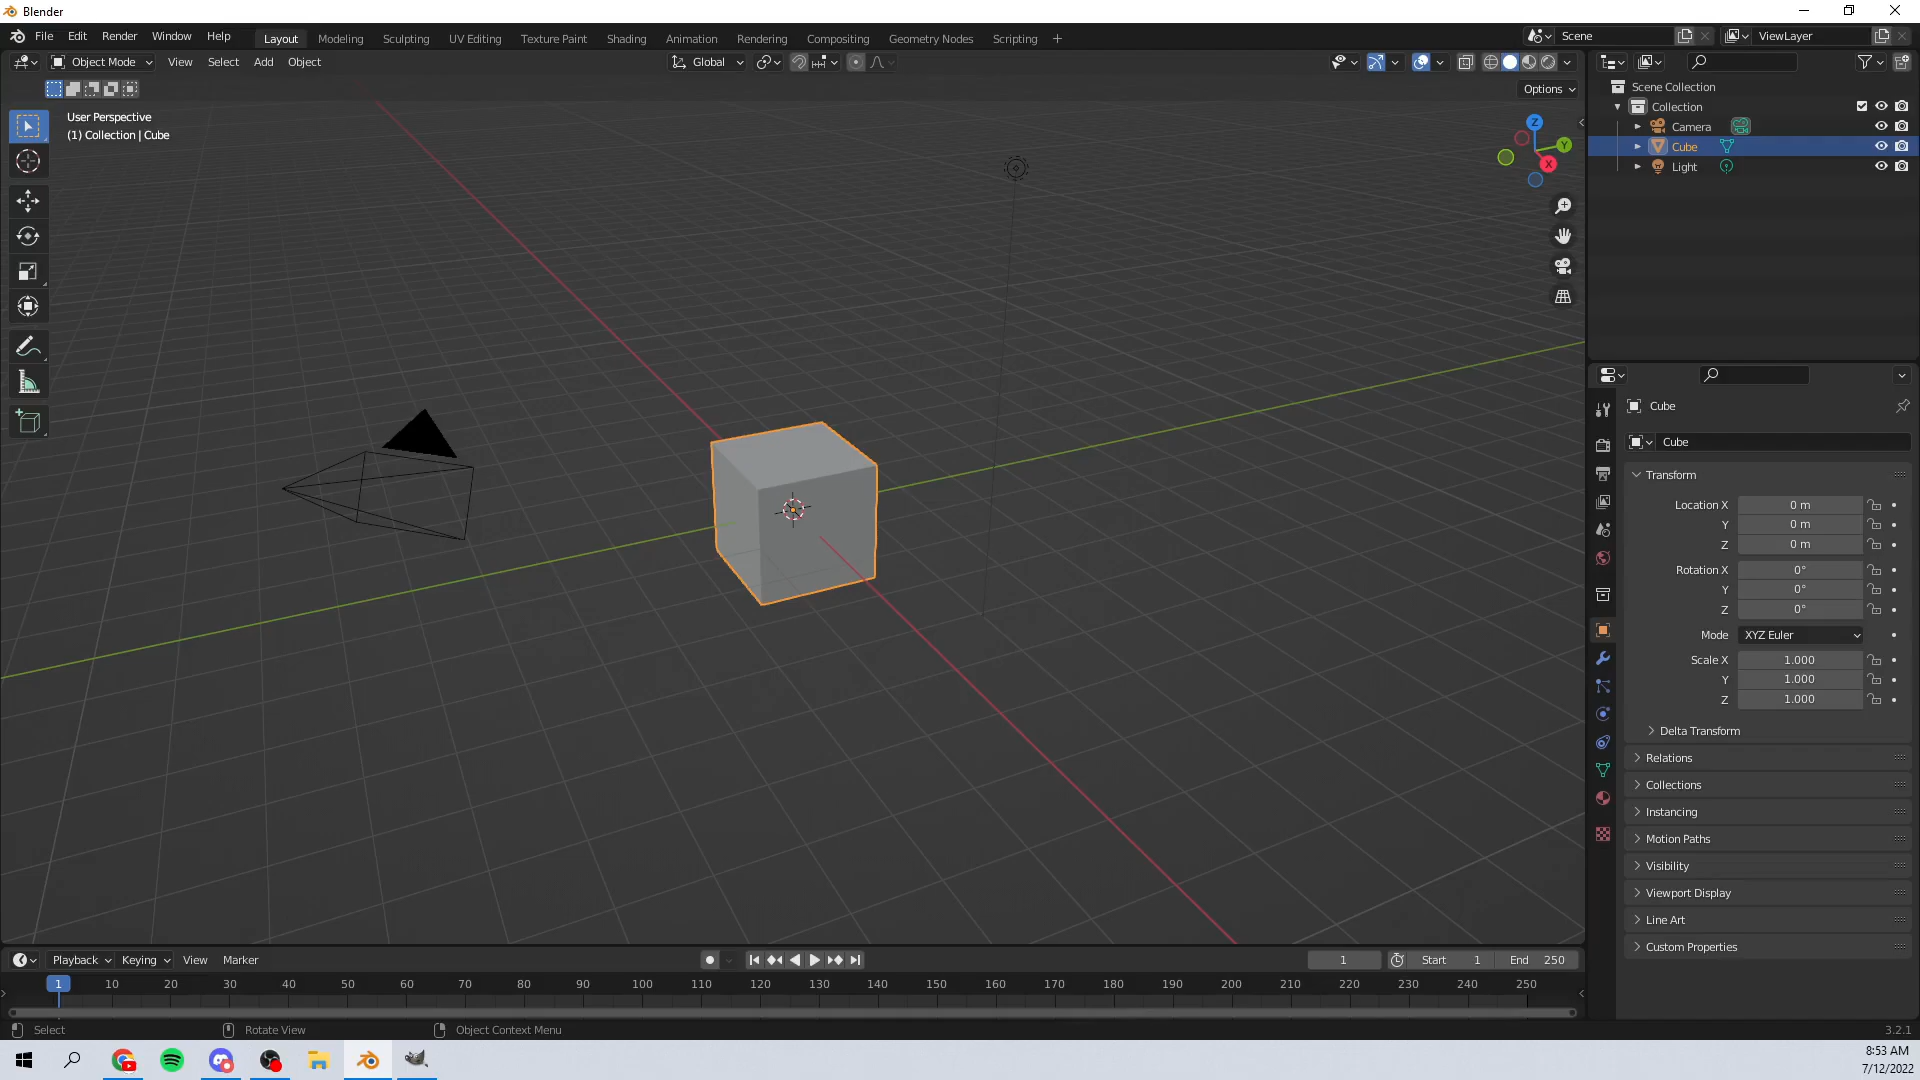 Blender
File Edit Render Window Help Layout Modeling Sculpting UV Editing Texture Paint Shading Animation Rendering Compositing Geometry Nodes Scripting + Scene ViewLayer
Object Mode View Select Add Object Global
Options
User Perspective
(1) Collection | Cube
Z
Y
X
Scene Collection
Collection
Camera
Cube
Light
Cube
Cube
Transform
Location X 0 m
Y 0 m
Z 0 m
Rotation X 0°
Y 0°
Z 0°
Mode XYZ Euler
Scale X 1.000
Y 1.000
Z 1.000
Delta Transform
Relations
Collections
Instancing
Motion Paths
Visibility
Viewport Display
Line Art
Custom Properties
Playback Keying View Marker 1 Start 1 End 250
1 10 20 30 40 50 60 70 80 90 100 110 120 130 140 150 160 170 180 190 200 210 220 230 240 250
Select Rotate View Object Context Menu 3.2.1
8:53 AM
7/12/2022